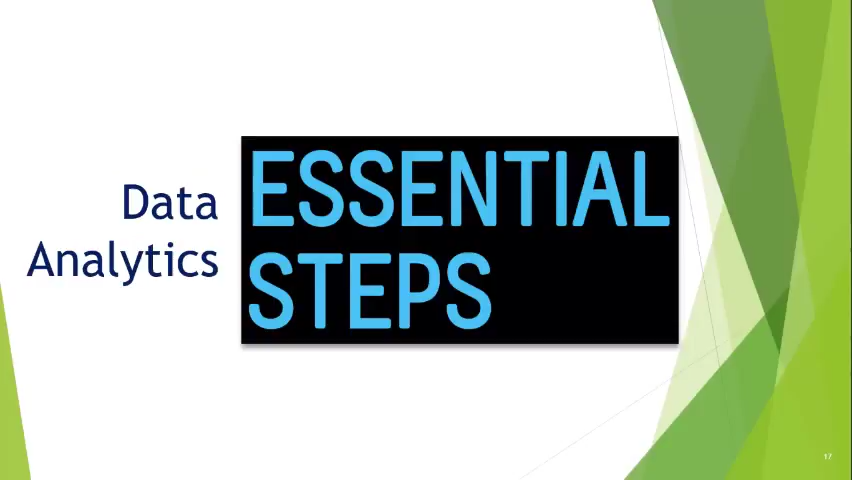 Data
Analytics
ESSENTIAL
STEPS
17